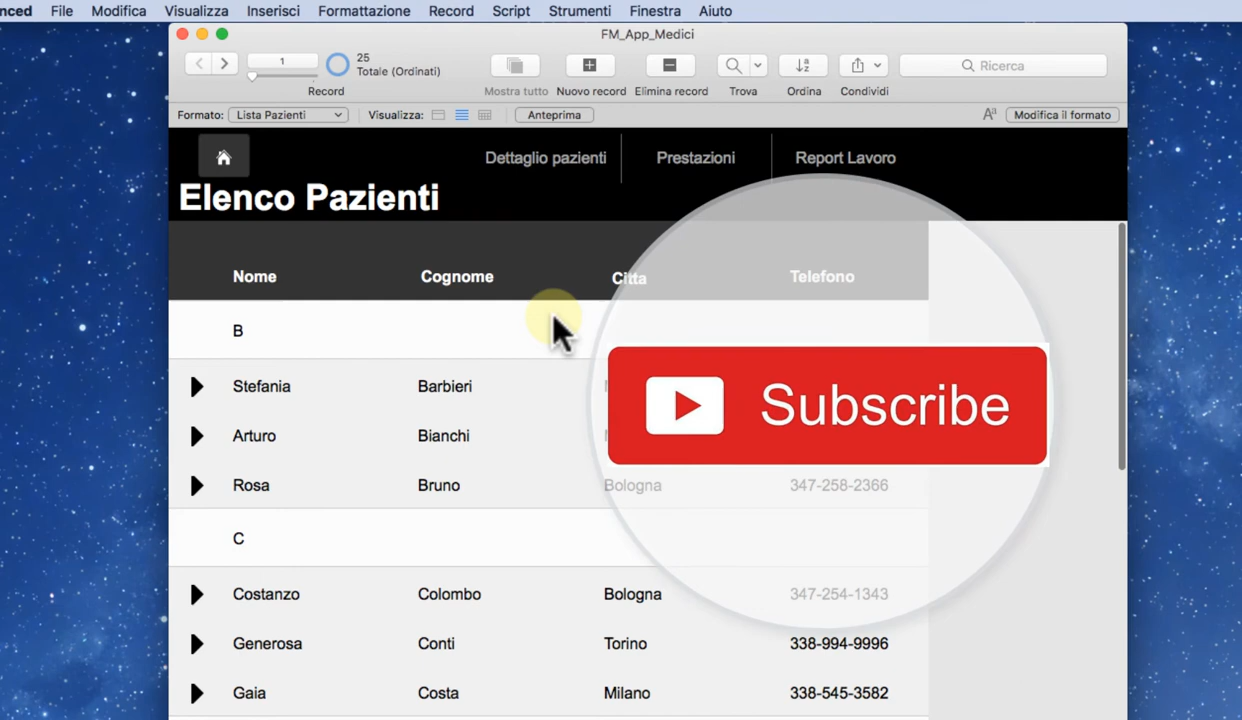 nced File Modifica Visualizza Inserisci Formattazione Record Script Strumenti Finestra Aiuto
FM_App_Medici
1 25
Totale (Ordinati)
Record Mostra tutto Nuovo record Elimina record Trova Ordina Condividi
Ricerca
Formato: Lista Pazienti Visualizza: Anteprima Aa Modifica il formato
Dettaglio pazienti Prestazioni Report Lavoro
Elenco Pazienti
Nome Cognome Citta Telefono
B
Stefania Barbieri
Arturo Bianchi
Subscribe
Rosa Bruno Bologna 347-258-2366
C
Costanzo Colombo Bologna 347-254-1343
Generosa Conti Torino 338-994-9996
Gaia Costa Milano 338-545-3582